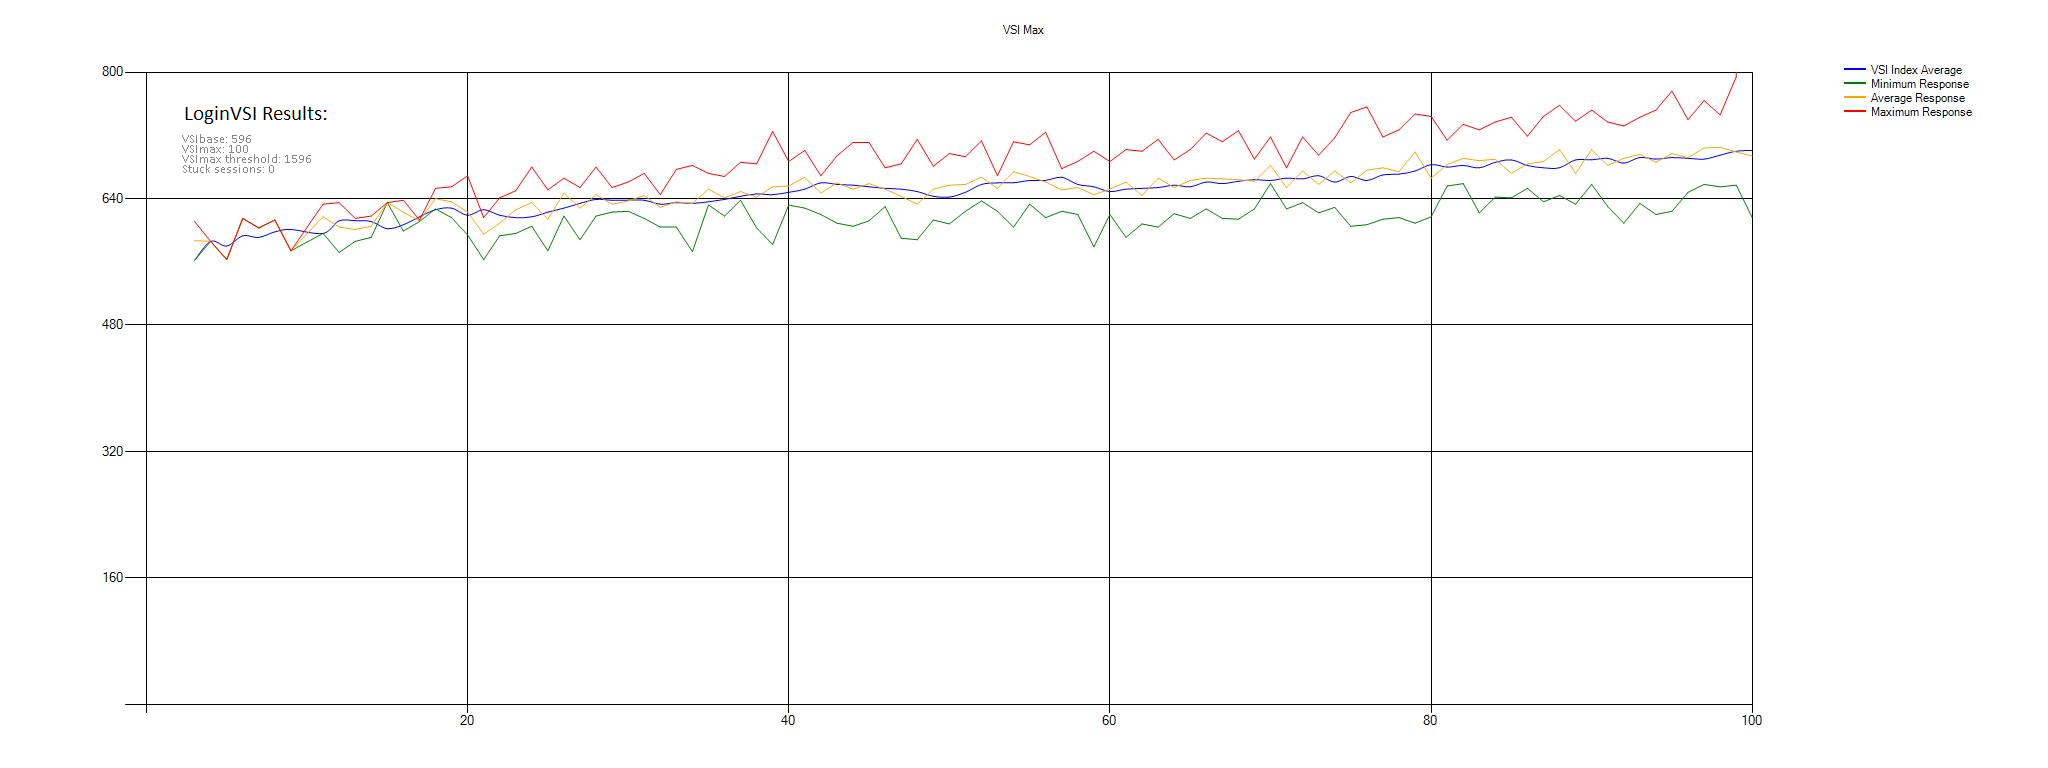 VSI Max
800
640
480
320
160
20
40
60
80
100
LoginVSI Results:
VSIbase: 596
VSImax: 100
VSImax threshold: 1596
Stuck sessions: 0
VSI Index Average
Minimum Response
Average Response
Maximum Response